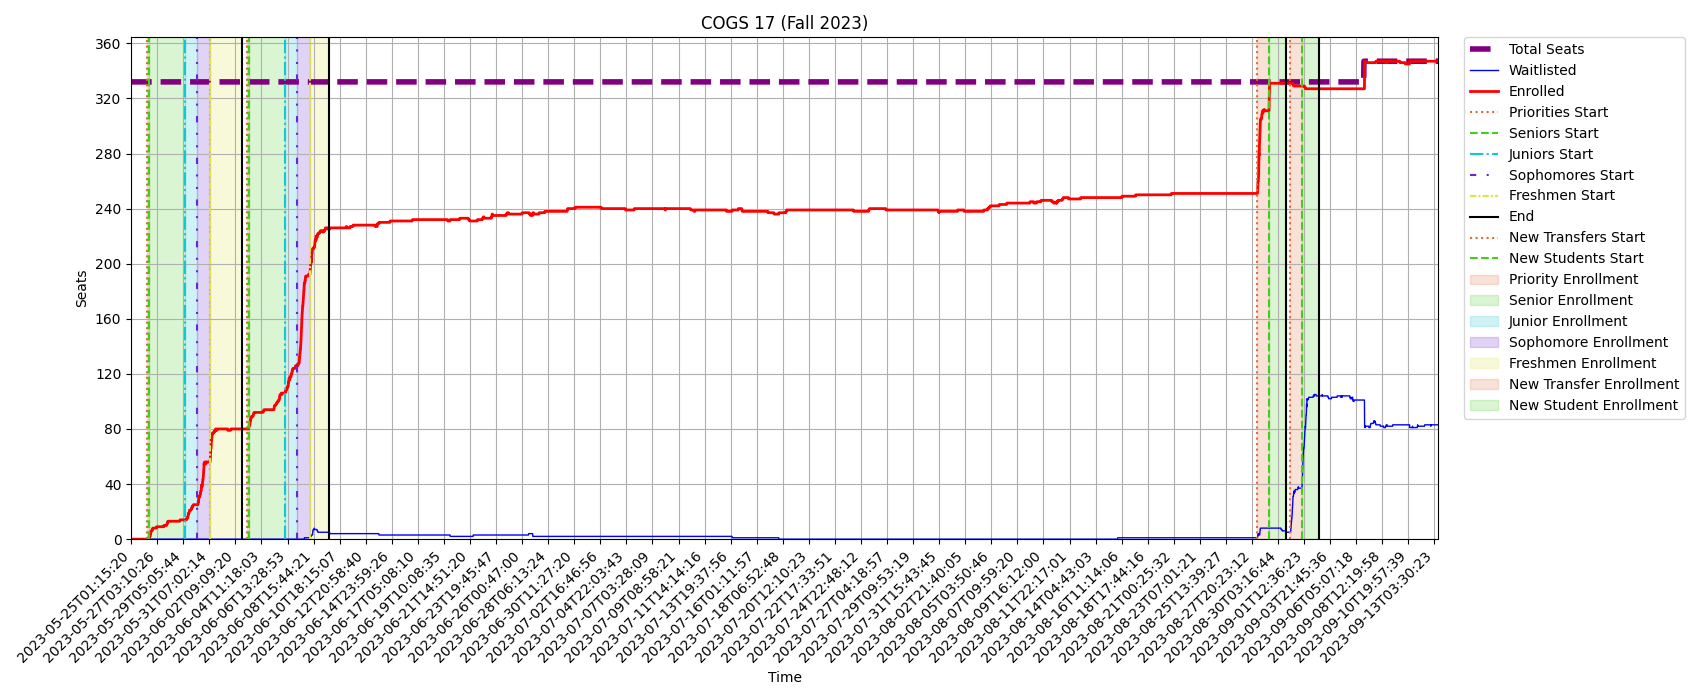 COGS 17 (Fall 2023)
Seats
360
320
280
240
200
160
120
80
40
0
2023-05-25T01:15:20
2023-05-27T03:10:26
2023-05-29T05:05:44
2023-05-31T07:02:14
2023-06-02T09:09:20
2023-06-04T11:18:03
2023-06-06T13:28:53
2023-06-08T15:44:21
2023-06-10T18:15:07
2023-06-12T20:58:40
2023-06-14T23:59:26
2023-06-17T05:08:16
2023-06-19T10:08:35
2023-06-21T14:51:20
2023-06-23T19:45:47
2023-06-26T00:47:00
2023-06-28T06:13:24
2023-06-30T11:27:20
2023-07-02T16:46:56
2023-07-04T22:03:45
2023-07-07T03:28:09
2023-07-09T08:58:21
2023-07-11T14:14:16
2023-07-13T19:37:56
2023-07-16T01:11:57
2023-07-18T06:52:48
2023-07-20T12:10:23
2023-07-22T17:33:51
2023-07-24T22:48:12
2023-07-27T04:18:57
2023-07-29T09:53:19
2023-07-31T15:43:45
2023-08-02T21:40:05
2023-08-05T03:50:46
2023-08-07T09:59:20
2023-08-09T16:12:00
2023-08-11T22:17:01
2023-08-14T04:43:03
2023-08-16T11:14:06
2023-08-18T17:44:16
2023-08-21T00:25:32
2023-08-23T07:01:21
2023-08-25T13:39:27
2023-08-27T20:23:12
2023-08-30T03:16:44
2023-09-01T12:36:23
2023-09-03T21:45:36
2023-09-06T05:07:18
2023-09-08T12:19:58
2023-09-10T19:57:39
2023-09-13T03:30:23
Time
Total Seats
Waitlisted
Enrolled
Priorities Start
Seniors Start
Juniors Start
Sophomores Start
Freshmen Start
End
New Transfers Start
New Students Start
Priority Enrollment
Senior Enrollment
Junior Enrollment
Sophomore Enrollment
Freshmen Enrollment
New Transfer Enrollment
New Student Enrollment